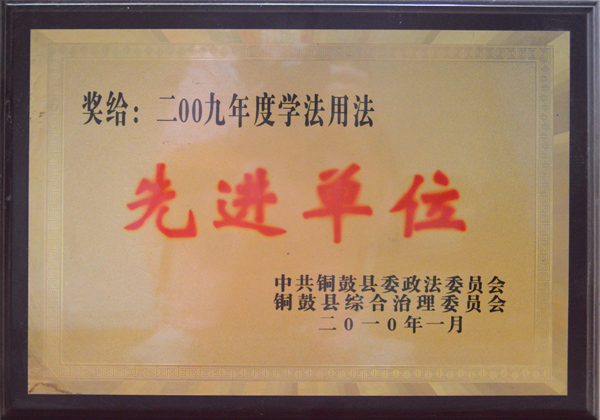 奖给：二00九年度学法用法
先进单位
中共铜鼓县委政法委员会
铜鼓县综合治理委员会
二0一0年一月